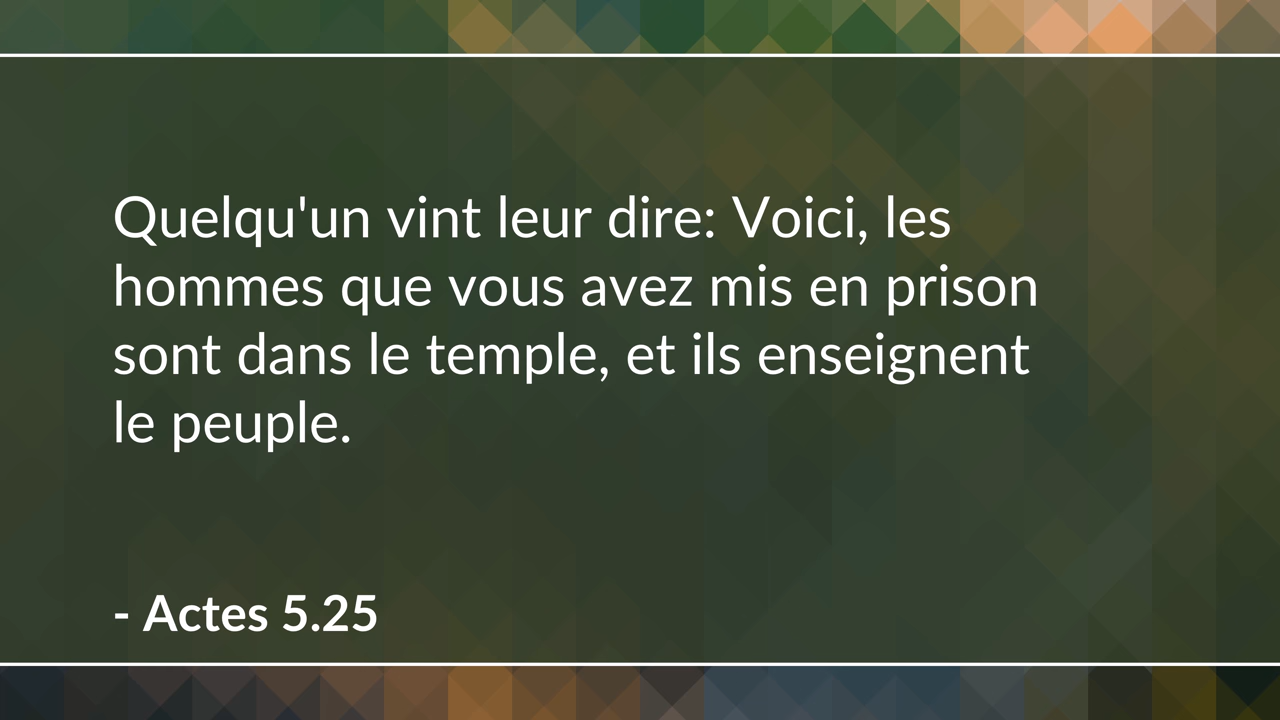 Quelqu'un vint leur dire: Voici, les
hommes que vous avez mis en prison
sont dans le temple, et ils enseignent
le peuple.
- Actes 5.25